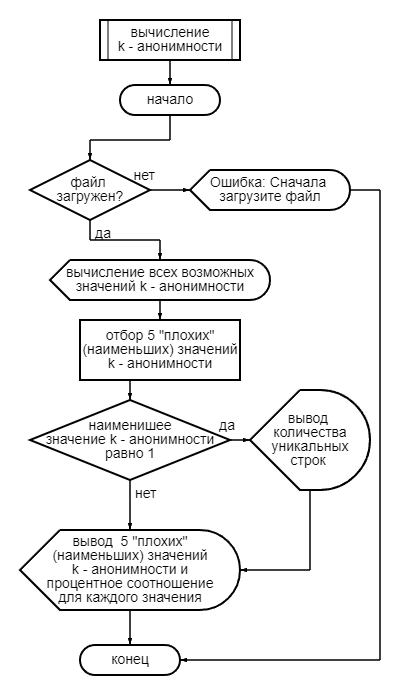 вычисление
k - анонимности
начало
файл
загружен?
нет
Ошибка: Сначала
загрузите файл
да
вычисление всех возможных
значений k - анонимности
отбор 5 "плохих"
(наименьших) значений
k - анонимности
наименишее
значение k - анонимности
равно 1
да
вывод
количества
уникальных
строк
нет
вывод 5 "плохих"
(наименьших) значений
k - анонимности и
процентное соотношение
для каждого значения
конец